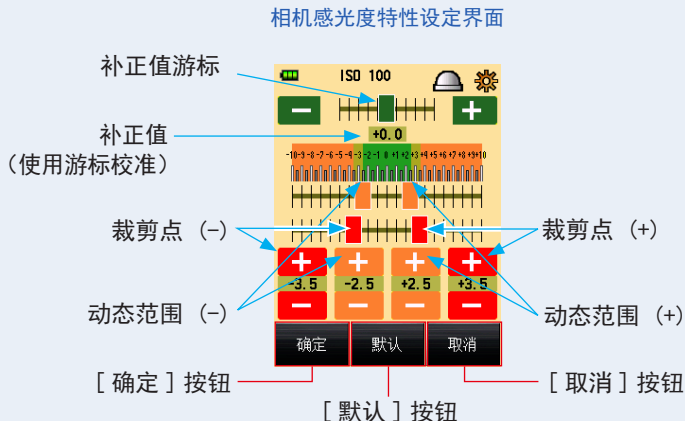 相机感光度特性设定界面
补正值游标
ISO 100
补正值
+0.0
（使用游标校准）
-10-9-8-7-6-5-4-3-2-1 0 +1+2+3+4+5+6+7+8+9+10
裁剪点 (−)
裁剪点 (+)
-3.5 -2.5 +2.5 +3.5
动态范围 (−)
动态范围 (+)
确定 默认 取消
[ 确定 ] 按钮
[ 取消 ] 按钮
[ 默认 ] 按钮